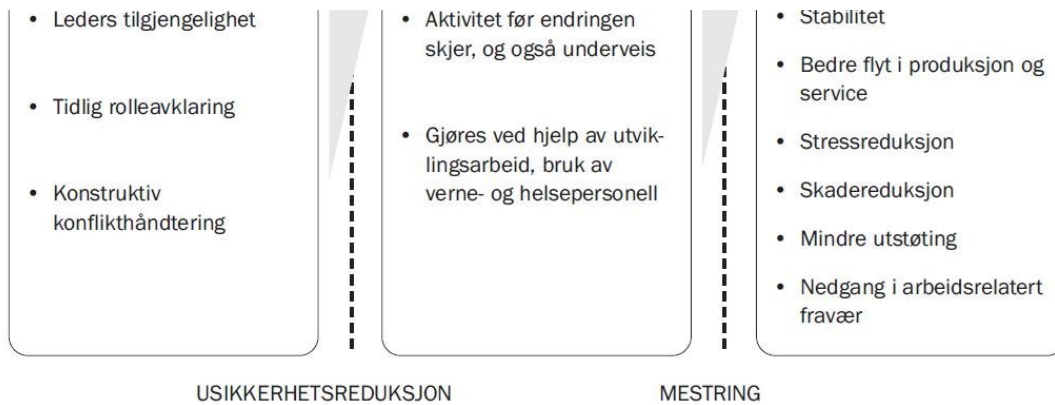 • Leders tilgjengelighet
• Tidlig rolleavklaring
• Konstruktiv
konflikthåndtering
• Aktivitet før endringen
skjer, og også underveis
• Gjøres ved hjelp av utvik-
lingsarbeid, bruk av
verne- og helsepersonell
• Stabilitet
• Bedre flyt i produksjon og
service
• Stressreduksjon
• Skadereduksjon
• Mindre utstøting
• Nedgang i arbeidsrelatert
fravær
USIKKERHETSREDUKSJON
MESTRING